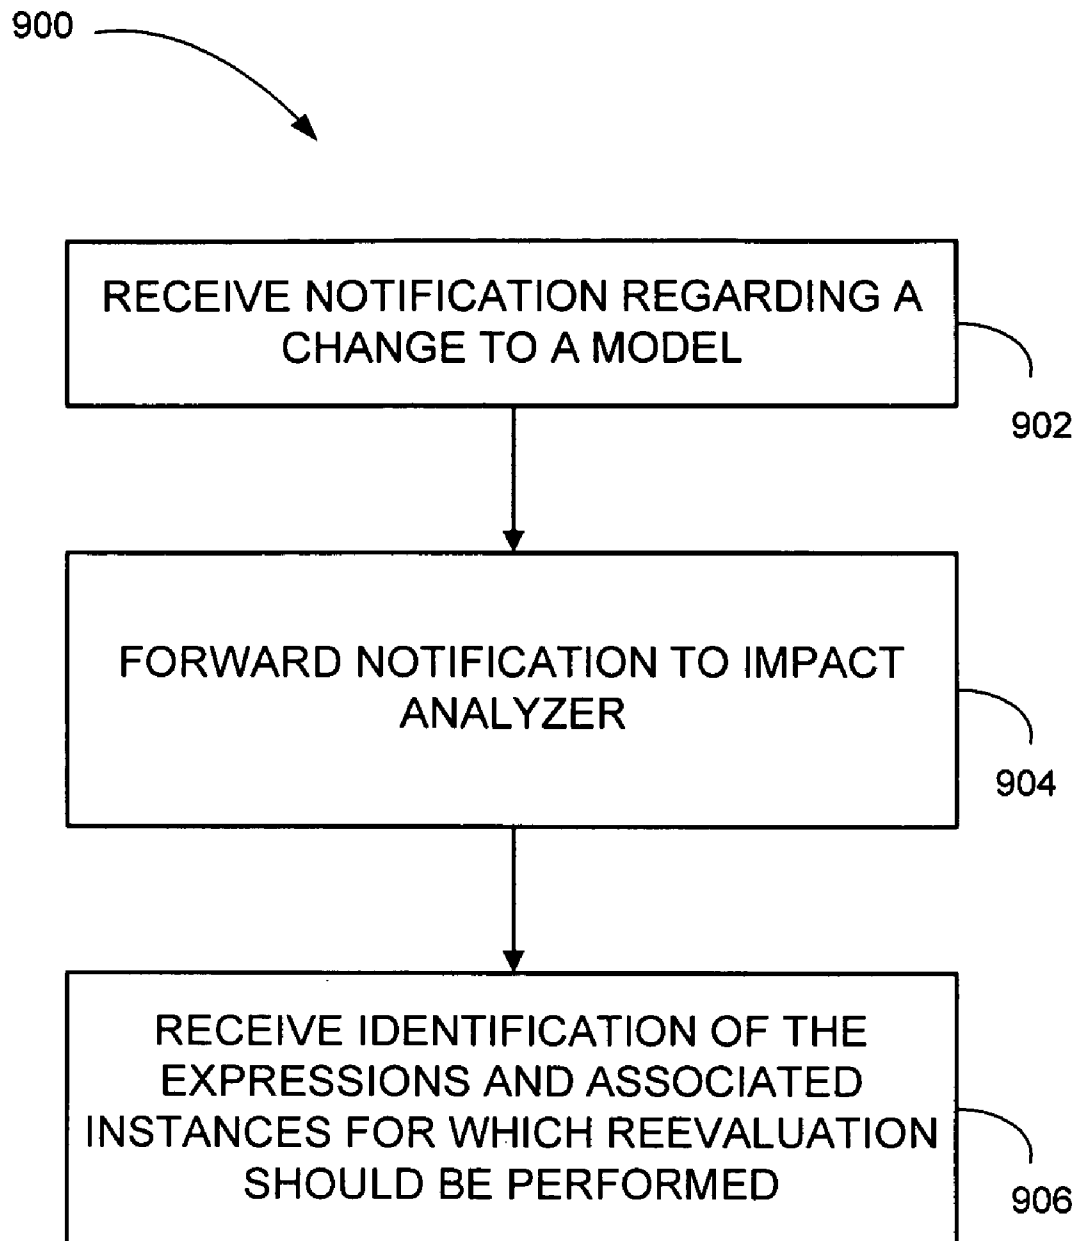 900
RECEIVE NOTIFICATION REGARDING A
CHANGE TO A MODEL
902
FORWARD NOTIFICATION TO IMPACT
ANALYZER
904
RECEIVE IDENTIFICATION OF THE
EXPRESSIONS AND ASSOCIATED
INSTANCES FOR WHICH REEVALUATION
SHOULD BE PERFORMED
906